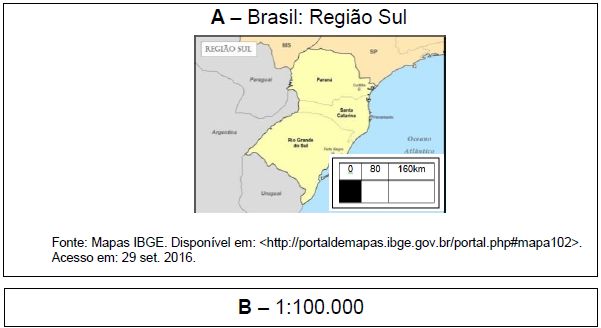 A – Brasil: Região Sul
REGIÃO SUL
MS
SP
Paraguai
Paraná
Curitiba
Santa
Catarina
Florianópolis
Argentina
Rio Grande
do Sul
Porto Alegre
Oceano
Atlântico
Uruguai
0 80 160km
Fonte: Mapas IBGE. Disponível em: <http://portaldemapas.ibge.gov.br/portal.php#mapa102>.
Acesso em: 29 set. 2016.
B – 1:100.000